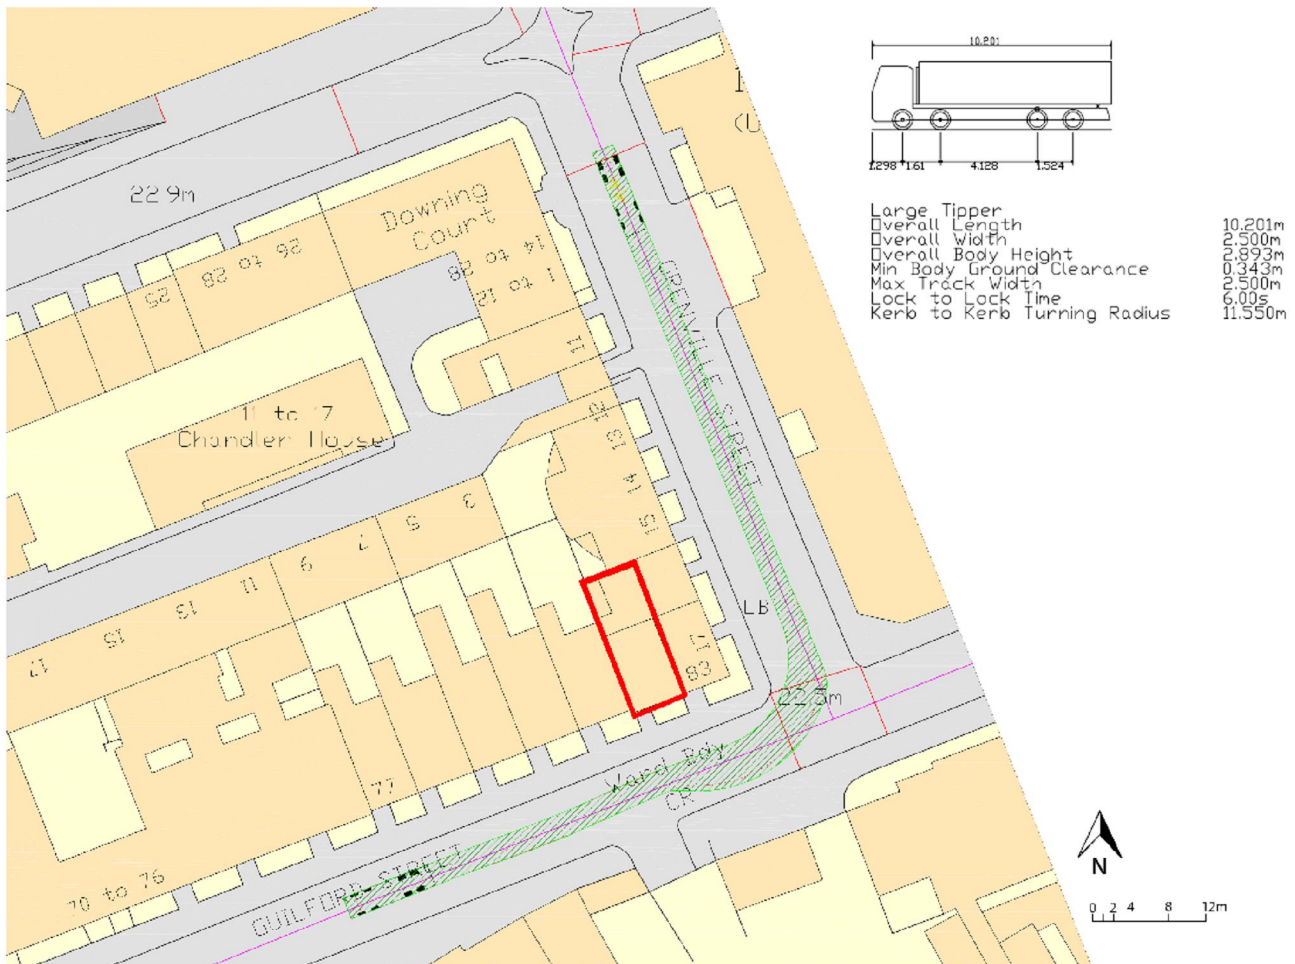 10.201
1.298 1.61 4.128 1.524
Large Tipper
Overall Length 10.201m
Overall Width 2.500m
Overall Body Height 2.893m
Min Body Ground Clearance 0.343m
Max Track Width 2.500m
Lock to Lock Time 6.00s
Kerb to Kerb Turning Radius 11.550m
22.9m
Downing
Court
26 to 28
25
14 to 28
1 to 12
11
GRENVILLE STREET
11 to 17
Chandler House
12
13
14
15
3
5
7
9
11
13
15
17
LB
17
83
22.5m
Ward Bdy
CR
77
70 to 76
GUILFORD STREET
N
0 2 4 8 12m